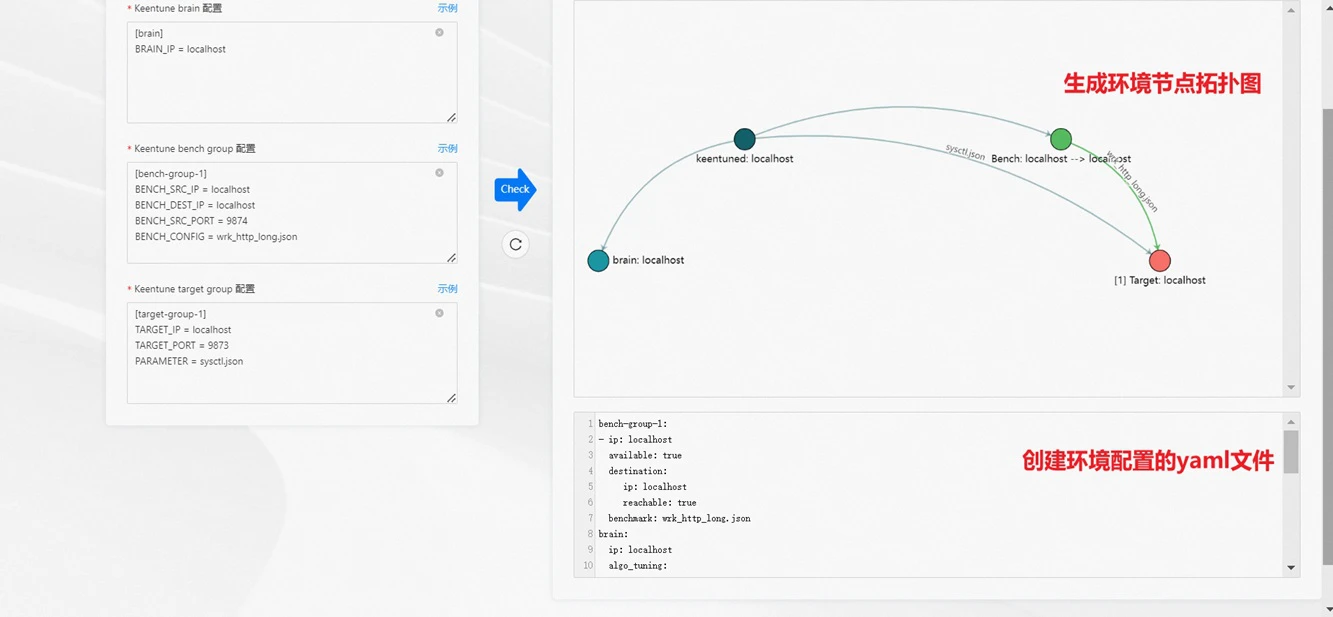 * Keentune brain 配置 示例
[brain]
BRAIN_IP = localhost
* Keentune bench group 配置 示例
[bench-group-1]
BENCH_SRC_IP = localhost
BENCH_DEST_IP = localhost
BENCH_SRC_PORT = 9874
BENCH_CONFIG = wrk_http_long.json
* Keentune target group 配置 示例
[target-group-1]
TARGET_IP = localhost
TARGET_PORT = 9873
PARAMETER = sysctl.json
Check
生成环境节点拓扑图
keentuned: localhost
sysctl.json
Bench: localhost --> localhost
wrk_http_long.json
brain: localhost
[1] Target: localhost
创建环境配置的yaml文件
1 bench-group-1:
2 - ip: localhost
3 available: true
4 destination:
5 ip: localhost
6 reachable: true
7 benchmark: wrk_http_long.json
8 brain:
9 ip: localhost
10 algo_tuning: